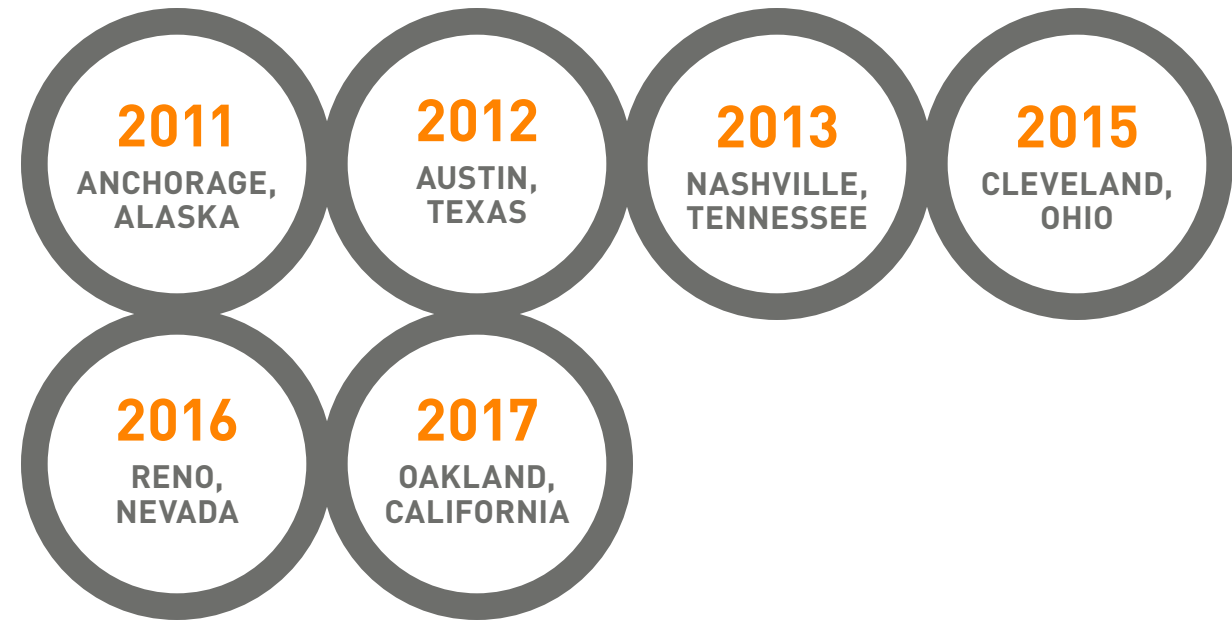 2011
ANCHORAGE,
ALASKA
2012
AUSTIN,
TEXAS
2013
NASHVILLE,
TENNESSEE
2015
CLEVELAND,
OHIO
2016
RENO,
NEVADA
2017
OAKLAND,
CALIFORNIA